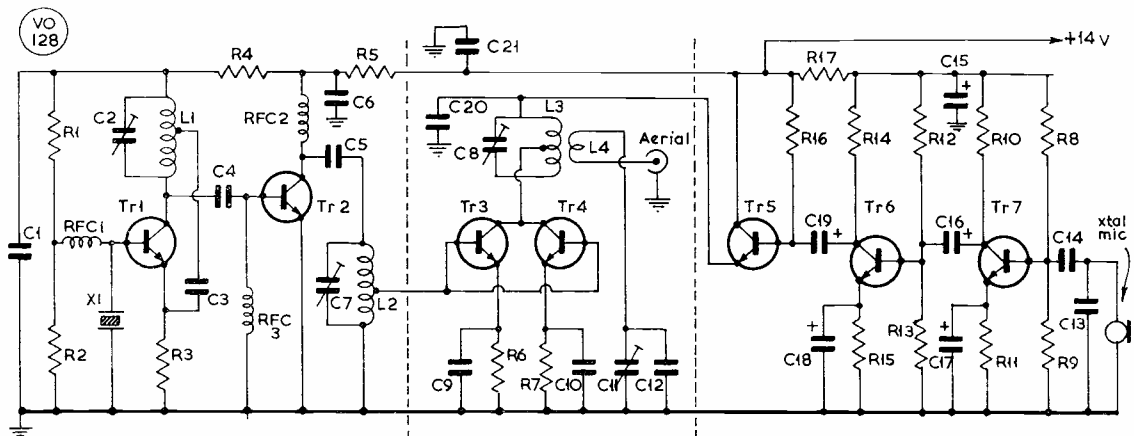 VO
128
R4
R5
C21
+14V
R17
C15
+
C2
L1
RFC2
C6
C20
L3
R1
C5
C8
L4
Aerial
R16
R14
R12
R10
R8
C4
Tr1
Tr2
Tr3
Tr4
Tr5
C19
+
Tr6
C16
+
Tr7
C14
xtal
mic
C1
RFC1
X1
C3
C7
L2
RFC
3
R2
R3
C9
R6
R7
C10
C11
C12
+
C18
R15
R13
+
C17
R11
R9
C13